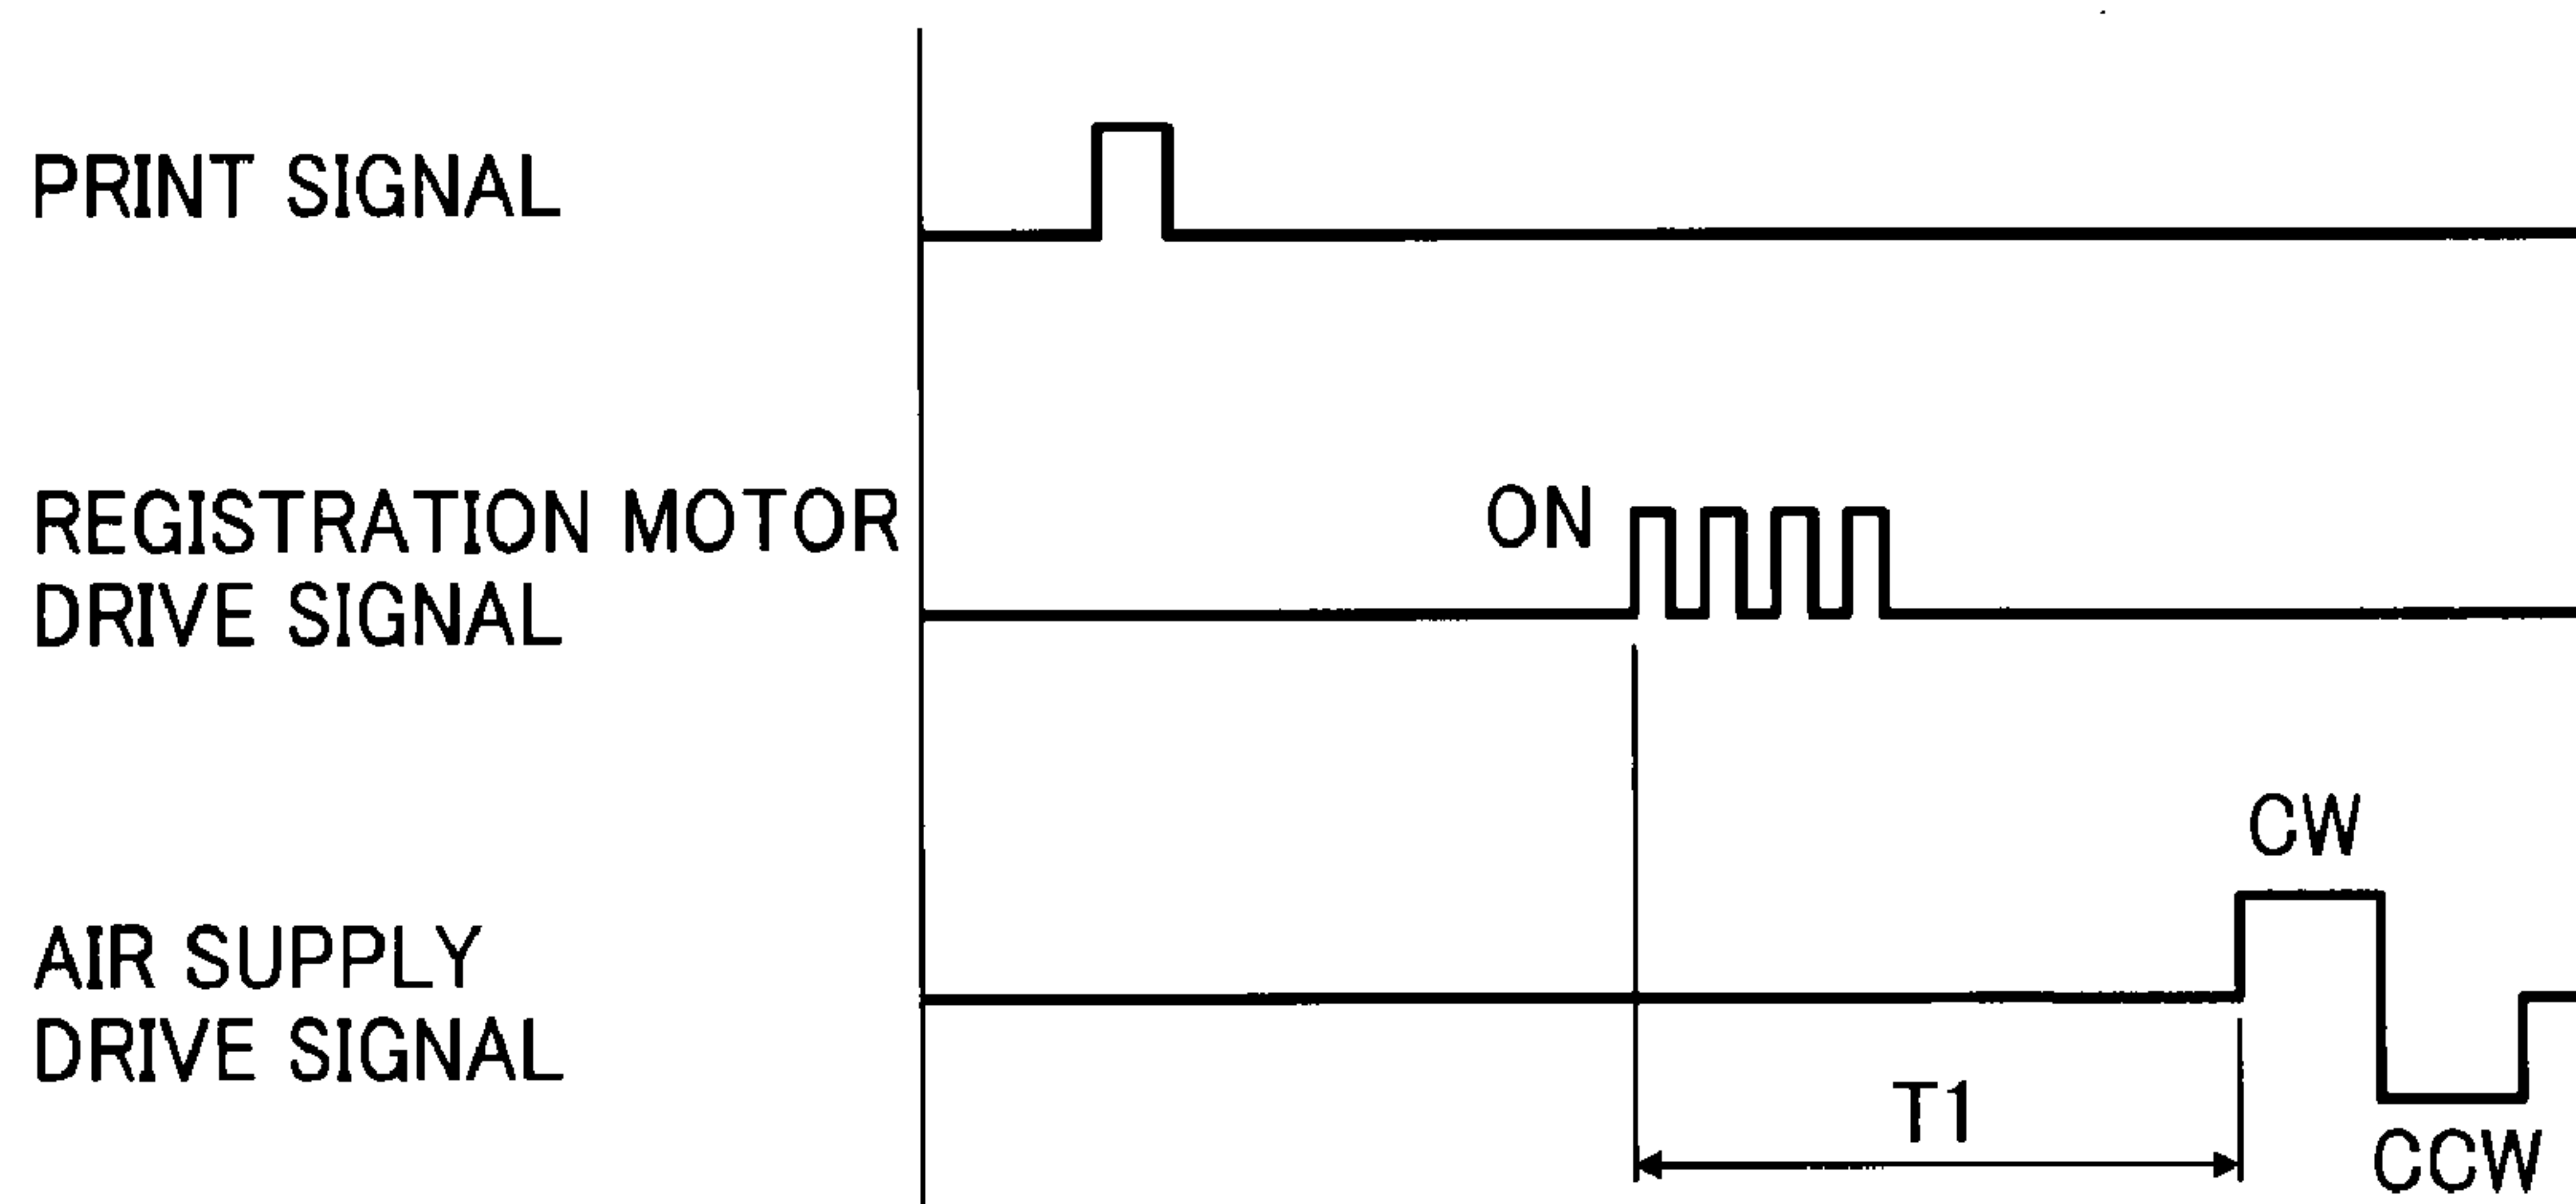 PRINT SIGNAL
REGISTRATION MOTOR
DRIVE SIGNAL
ON
AIR SUPPLY
DRIVE SIGNAL
CW
T1
CCW